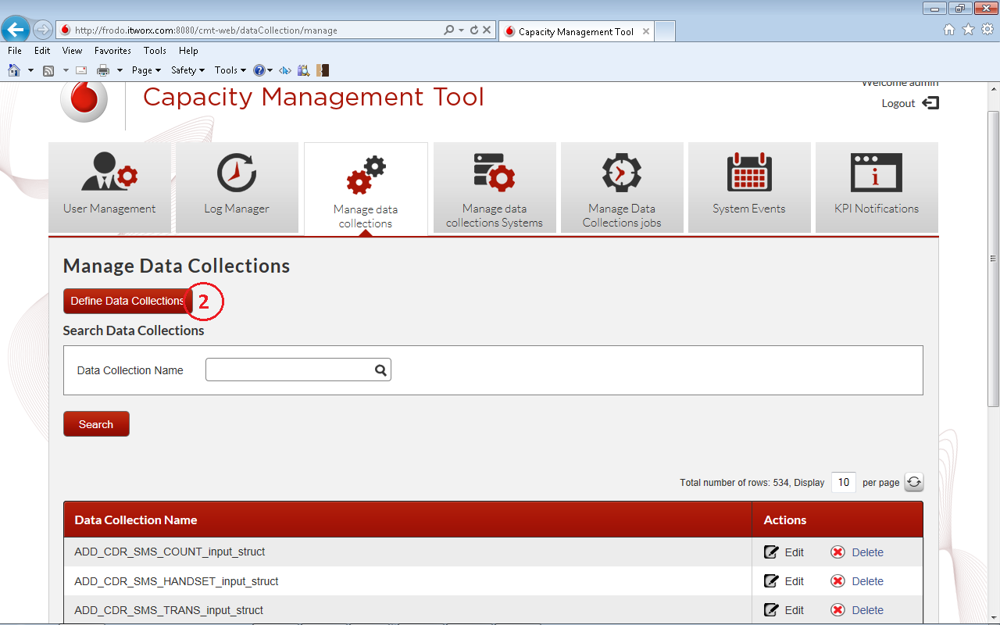 http://frodo.itworx.com:8080/cmt-web/dataCollection/manage
Capacity Management Tool
File Edit View Favorites Tools Help
Page Safety Tools
Capacity Management Tool
Welcome admin
Logout
User Management
Log Manager
Manage data
collections
Manage data
collections Systems
Manage Data
Collections jobs
System Events
KPI Notifications
Manage Data Collections
Define Data Collections
2
Search Data Collections
Data Collection Name
Search
Total number of rows: 534, Display 10 per page
Data Collection Name Actions
ADD_CDR_SMS_COUNT_input_struct Edit Delete
ADD_CDR_SMS_HANDSET_input_struct Edit Delete
ADD_CDR_SMS_TRANS_input_struct Edit Delete